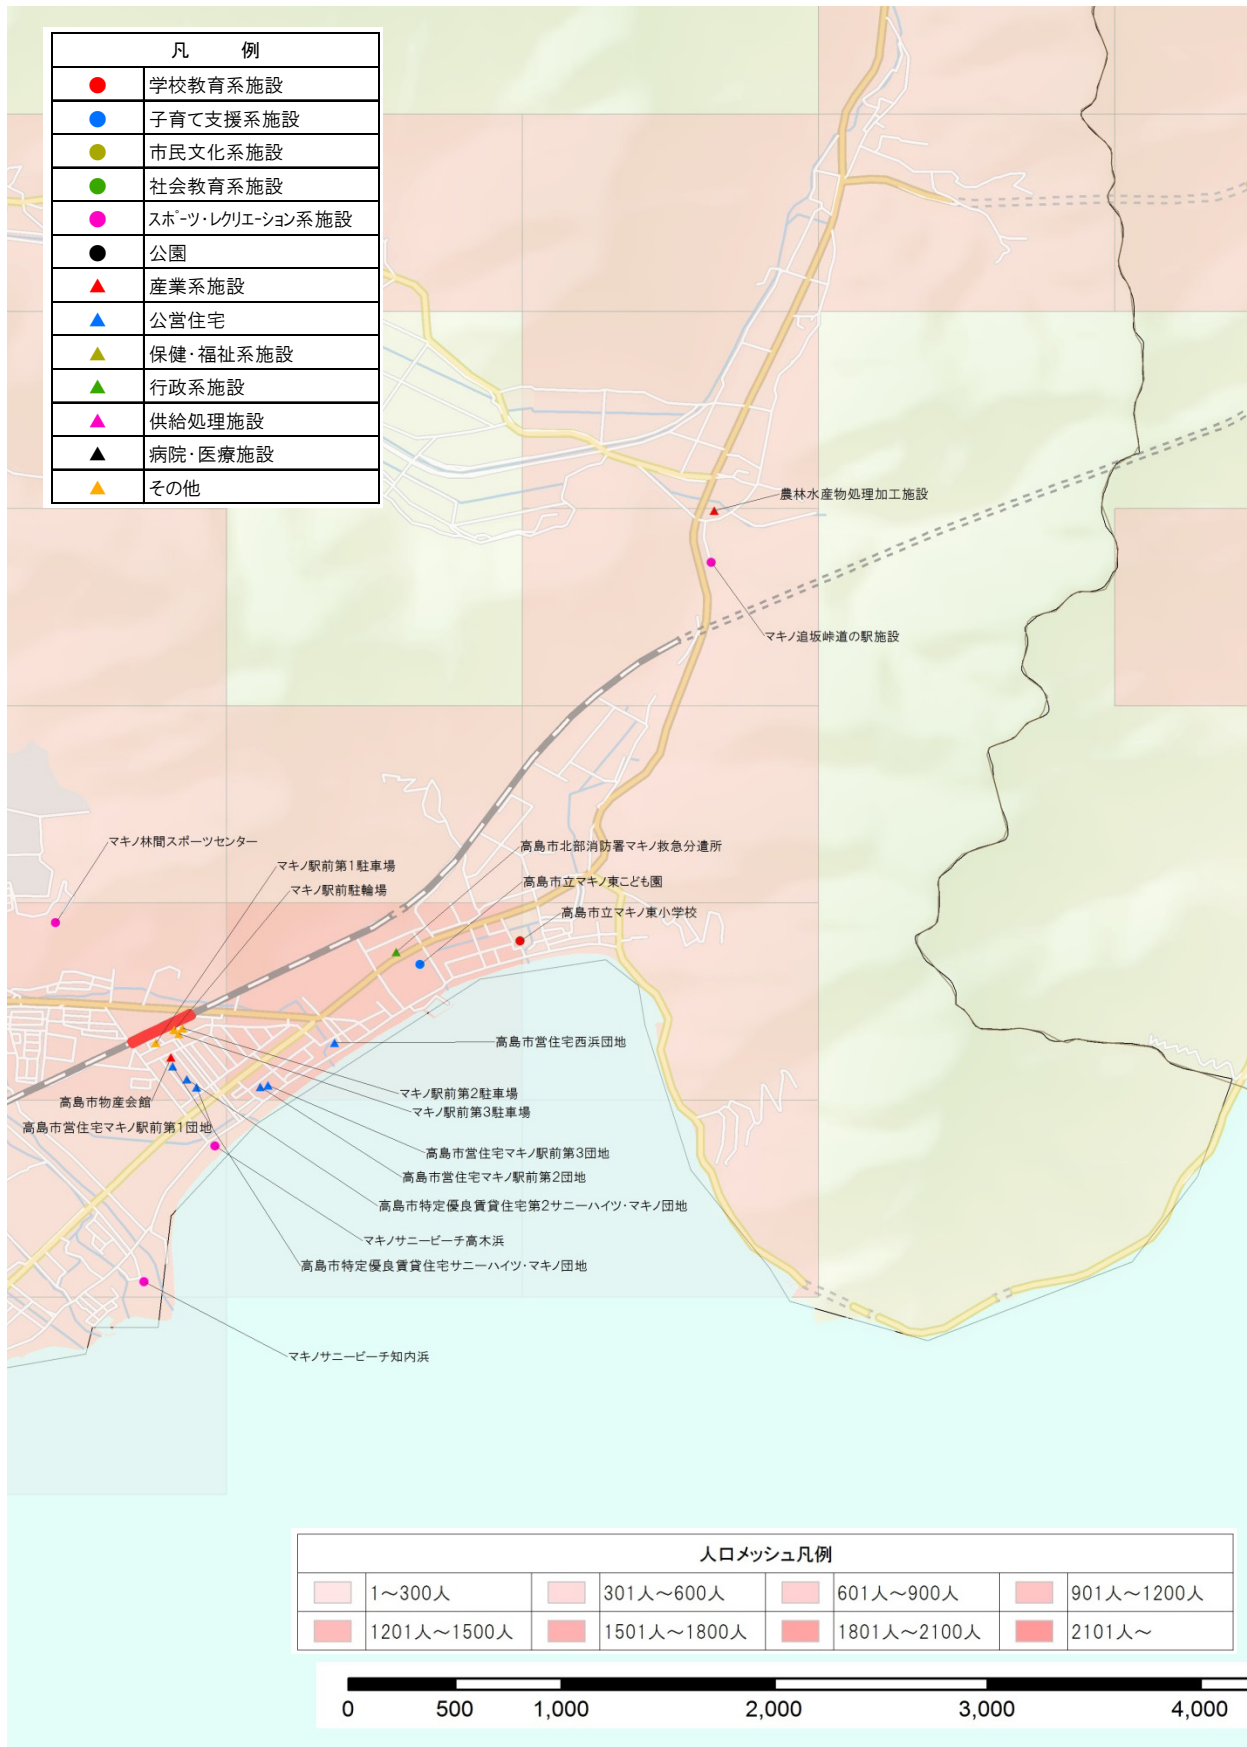 凡 例
学校教育系施設
子育て支援系施設
市民文化系施設
社会教育系施設
スポーツ・レクリエーション系施設
公園
産業系施設
公営住宅
保健・福祉系施設
行政系施設
供給処理施設
病院・医療施設
その他
農林水産物処理加工施設
マキノ追坂峠道の駅施設
マキノ林間スポーツセンター
高島市北部消防署マキノ救急分遣所
マキノ駅前第1駐車場
高島市立マキノ東こども園
マキノ駅前駐輪場
高島市立マキノ東小学校
高島市営住宅西浜団地
マキノ駅前第2駐車場
高島市物産会館
マキノ駅前第3駐車場
高島市営住宅マキノ駅前第1団地
高島市営住宅マキノ駅前第3団地
高島市営住宅マキノ駅前第2団地
高島市特定優良賃貸住宅第2サニーハイツ・マキノ団地
マキノサニービーチ高木浜
高島市特定優良賃貸住宅サニーハイツ・マキノ団地
マキノサニービーチ知内浜
人口メッシュ凡例
1～300人 301人～600人 601人～900人 901人～1200人
1201人～1500人 1501人～1800人 1801人～2100人 2101人～
0 500 1,000 2,000 3,000 4,000